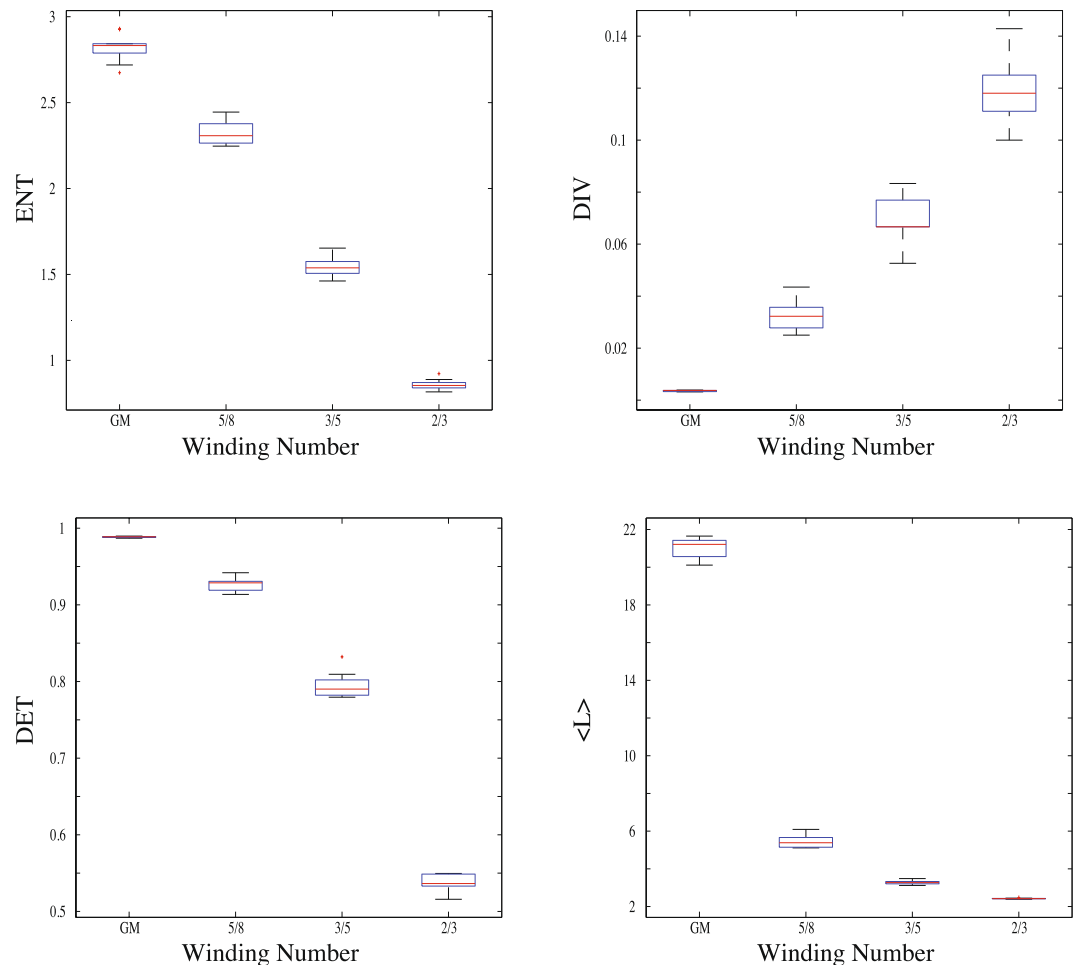 3
2.5
2
1.5
1
ENT
GM 5/8 3/5 2/3
Winding Number
0.14
0.1
0.06
0.02
DIV
GM 5/8 3/5 2/3
Winding Number
1
0.9
0.8
0.7
0.6
0.5
DET
GM 5/8 3/5 2/3
Winding Number
22
18
14
10
6
2
<L>
GM 5/8 3/5 2/3
Winding Number